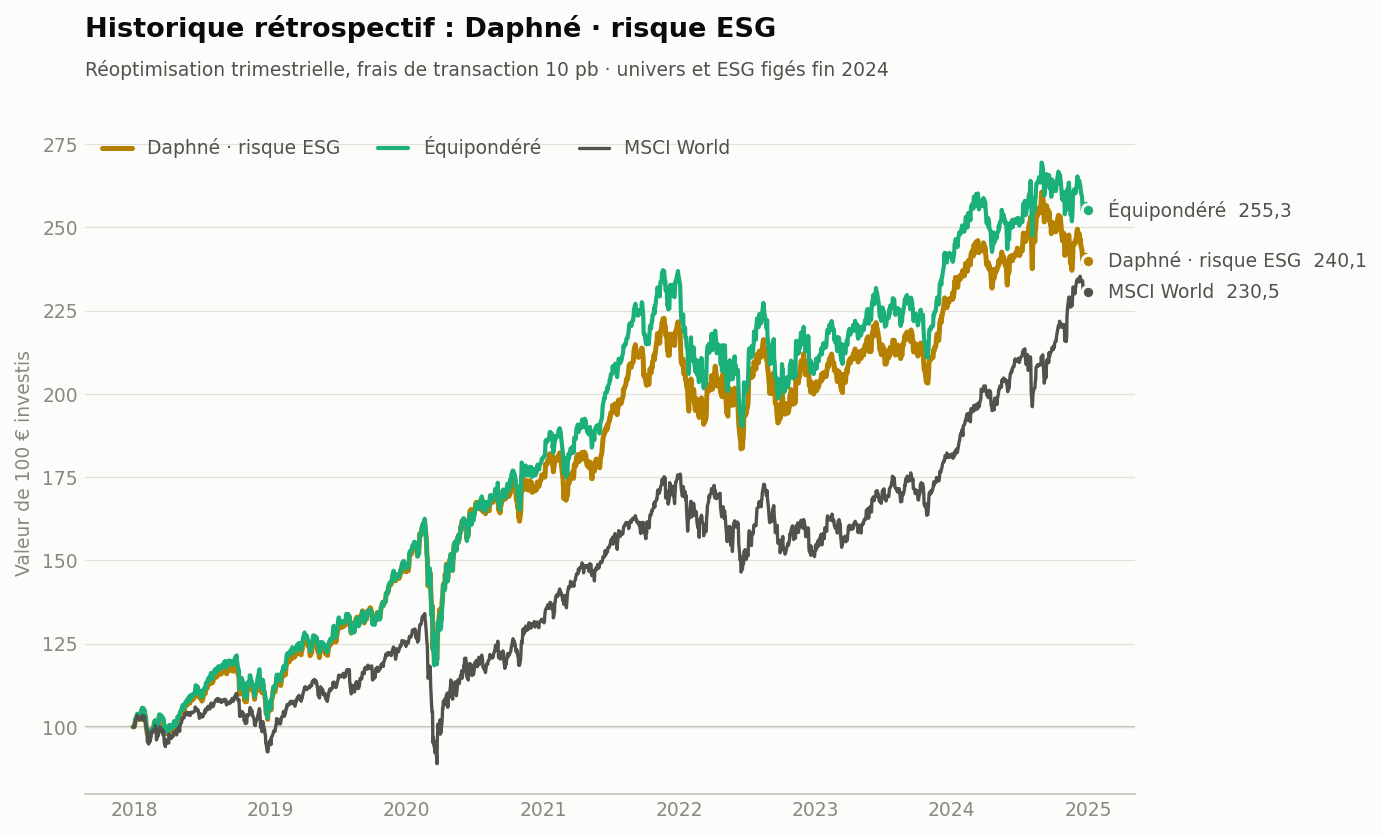 Historique rétrospectif : Daphné · risque ESG
Réoptimisation trimestrielle, frais de transaction 10 pb · univers et ESG figés fin 2024
Daphné · risque ESG
Équipondéré
MSCI World
Valeur de 100 € investis
275
250
225
200
175
150
125
100
Équipondéré 255,3
Daphné · risque ESG 240,1
MSCI World 230,5
2018
2019
2020
2021
2022
2023
2024
2025